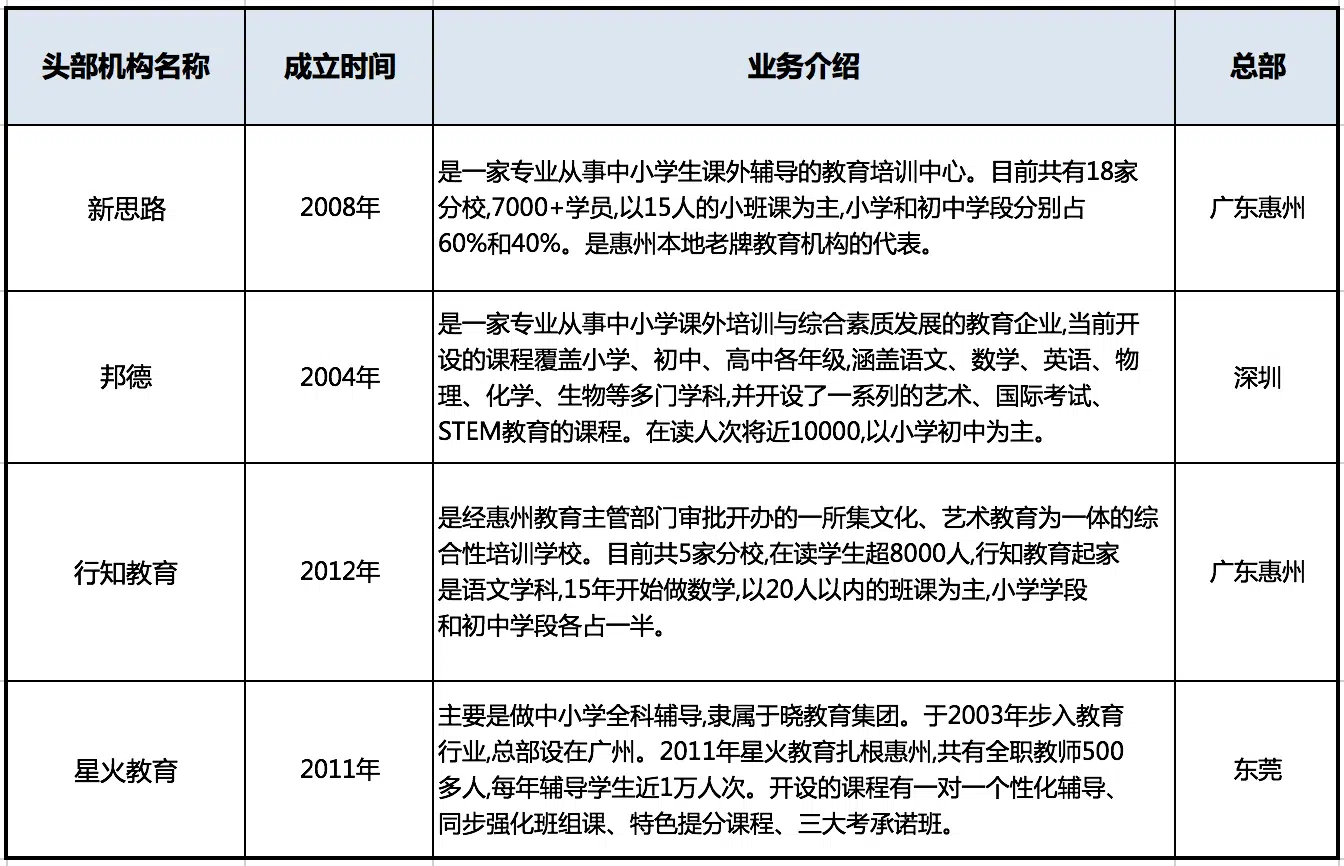 头部机构名称
成立时间
业务介绍
总部
新思路
2008年
是一家专业从事中小学生课外辅导的教育培训中心。目前共有18家
分校,7000+学员,以15人的小班课为主,小学和初中学段分别占
60%和40%。是惠州本地老牌教育机构的代表。
广东惠州
邦德
2004年
是一家专业从事中小学课外培训与综合素质发展的教育企业,当前开
设的课程覆盖小学、初中、高中各年级,涵盖语文、数学、英语、物
理、化学、生物等多门学科,并开设了一系列的艺术、国际考试、
STEM教育的课程。在读人次将近10000,以小学初中为主。
深圳
行知教育
2012年
是经惠州教育主管部门审批开办的一所集文化、艺术教育为一体的综
合性培训学校。目前共5家分校,在读学生超8000人,行知教育起家
是语文学科,15年开始做数学,以20人以内的班课为主,小学学段
和初中学段各占一半。
广东惠州
星火教育
2011年
主要是做中小学全科辅导,隶属于晓教育集团。于2003年步入教育
行业,总部设在广州。2011年星火教育扎根惠州,共有全职教师500
多人,每年辅导学生近1万人次。开设的课程有一对一个性化辅导、
同步强化班组课、特色提分课程、三大考承诺班。
东莞